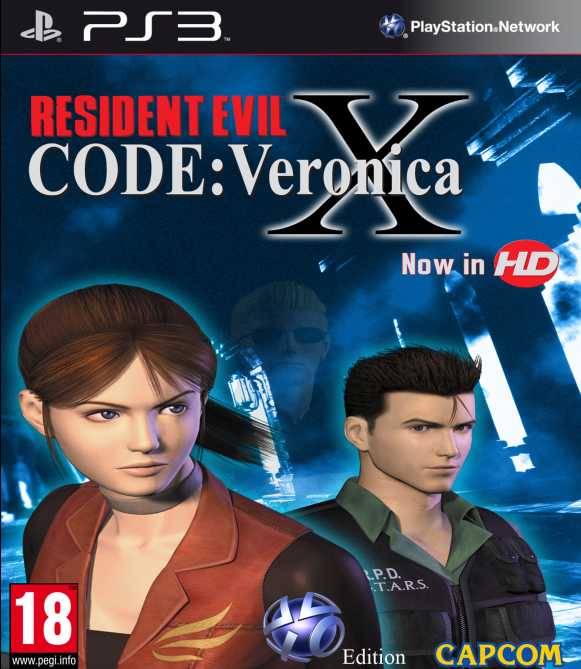 PS3
PlayStation®Network
RESIDENT EVIL
CODE:Veronica
X
Now in HD
R.P.D.
S.T.A.R.S.
18
www.pegi.info
Edition
CAPCOM